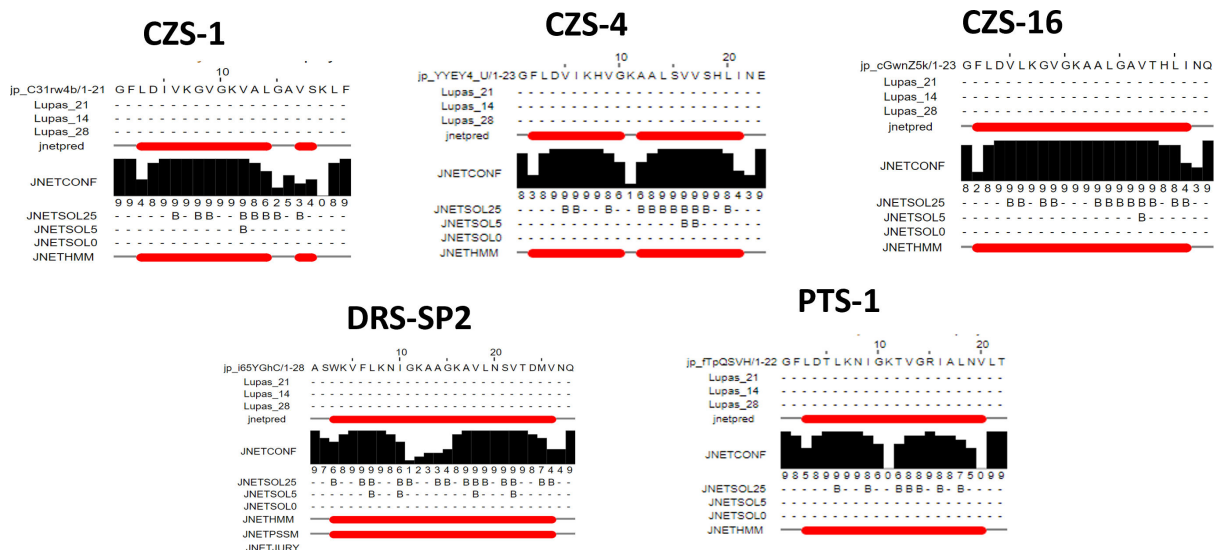 CZS-1
10
jp_C31rw4b/1-21 G F L D I V K G V G K V A L G A V S K L F
Lupas_21 - - - - - - - - - - - - - - - - - - - - -
Lupas_14 - - - - - - - - - - - - - - - - - - - - -
Lupas_28 - - - - - - - - - - - - - - - - - - - - -
jnetpred
JNETCONF
9 9 4 8 9 9 9 9 9 9 9 9 8 6 2 5 3 4 0 8 9
JNETSOL25 - - - - - B - B B - - B B B B - B - - - -
JNETSOL5 - - - - - - - - - - - B - - - - - - - - -
JNETSOL0 - - - - - - - - - - - - - - - - - - - - -
JNETHMM
CZS-4
10 20
jp_YYEY4_U/1-23 G F L D V I K H V G K A A L S V V S H L I N E
Lupas_21 - - - - - - - - - - - - - - - - - - - - - - -
Lupas_14 - - - - - - - - - - - - - - - - - - - - - - -
Lupas_28 - - - - - - - - - - - - - - - - - - - - - - -
jnetpred
JNETCONF
8 3 8 9 9 9 9 9 8 6 1 6 8 9 9 9 9 9 9 8 4 3 9
JNETSOL25 - - - - B B - - B - - B B B B B B B - B - - -
JNETSOL5 - - - - - - - - - - - - - - - B B - - - - - -
JNETSOL0 - - - - - - - - - - - - - - - - - - - - - - -
JNETHMM
CZS-16
jp_cGwnZ5k/1-23 G F L D V L K G V G K A A L G A V T H L I N Q
Lupas_21 - - - - - - - - - - - - - - - - - - - - - - -
Lupas_14 - - - - - - - - - - - - - - - - - - - - - - -
Lupas_28 - - - - - - - - - - - - - - - - - - - - - - -
jnetpred
JNETCONF
8 2 8 9 9 9 9 9 9 9 9 9 9 9 9 9 9 9 9 8 4 3 9
JNETSOL25 - - - - B B - B B - - - B B B B B B - B B - -
JNETSOL5 - - - - - - - - - - - - - - - - B - - - - - -
JNETSOL0 - - - - - - - - - - - - - - - - - - - - - - -
JNETHMM
DRS-SP2
10 20
jp_i65YGhC/1-28 A S W K V F L K N I G K A A G K A V L N S V T D M V N Q
Lupas_21 - - - - - - - - - - - - - - - - - - - - - - - - - - - -
Lupas_14 - - - - - - - - - - - - - - - - - - - - - - - - - - - -
Lupas_28 - - - - - - - - - - - - - - - - - - - - - - - - - - - -
jnetpred
JNETCONF
9 7 6 8 9 9 9 9 8 6 1 2 3 3 4 8 9 9 9 9 9 9 9 8 7 4 4 9
JNETSOL25 - - B - - B B - - B - - - B B - B B - - B B - - B B - -
JNETSOL5 - - - - - - B - - B - - - - - - - B - - - B - - - - - -
JNETSOL0 - - - - - - - - - - - - - - - - - - - - - - - - - - - -
JNETHMM
JNETPSSM
JNETJURY
PTS-1
10 20
jp_fTpQSVH/1-22 G F L D T L K N I G K T V G R I A L N V L T
Lupas_21 - - - - - - - - - - - - - - - - - - - - - -
Lupas_14 - - - - - - - - - - - - - - - - - - - - - -
Lupas_28 - - - - - - - - - - - - - - - - - - - - - -
jnetpred
JNETCONF
9 8 5 8 9 9 9 9 8 6 0 6 8 8 9 8 8 7 5 0 9 9
JNETSOL25 - - - - - B - - B - - B B B - B - B - - - -
JNETSOL5 - - - - - - - - - - - - - - - - - - - - - -
JNETSOL0 - - - - - - - - - - - - - - - - - - - - - -
JNETHMM